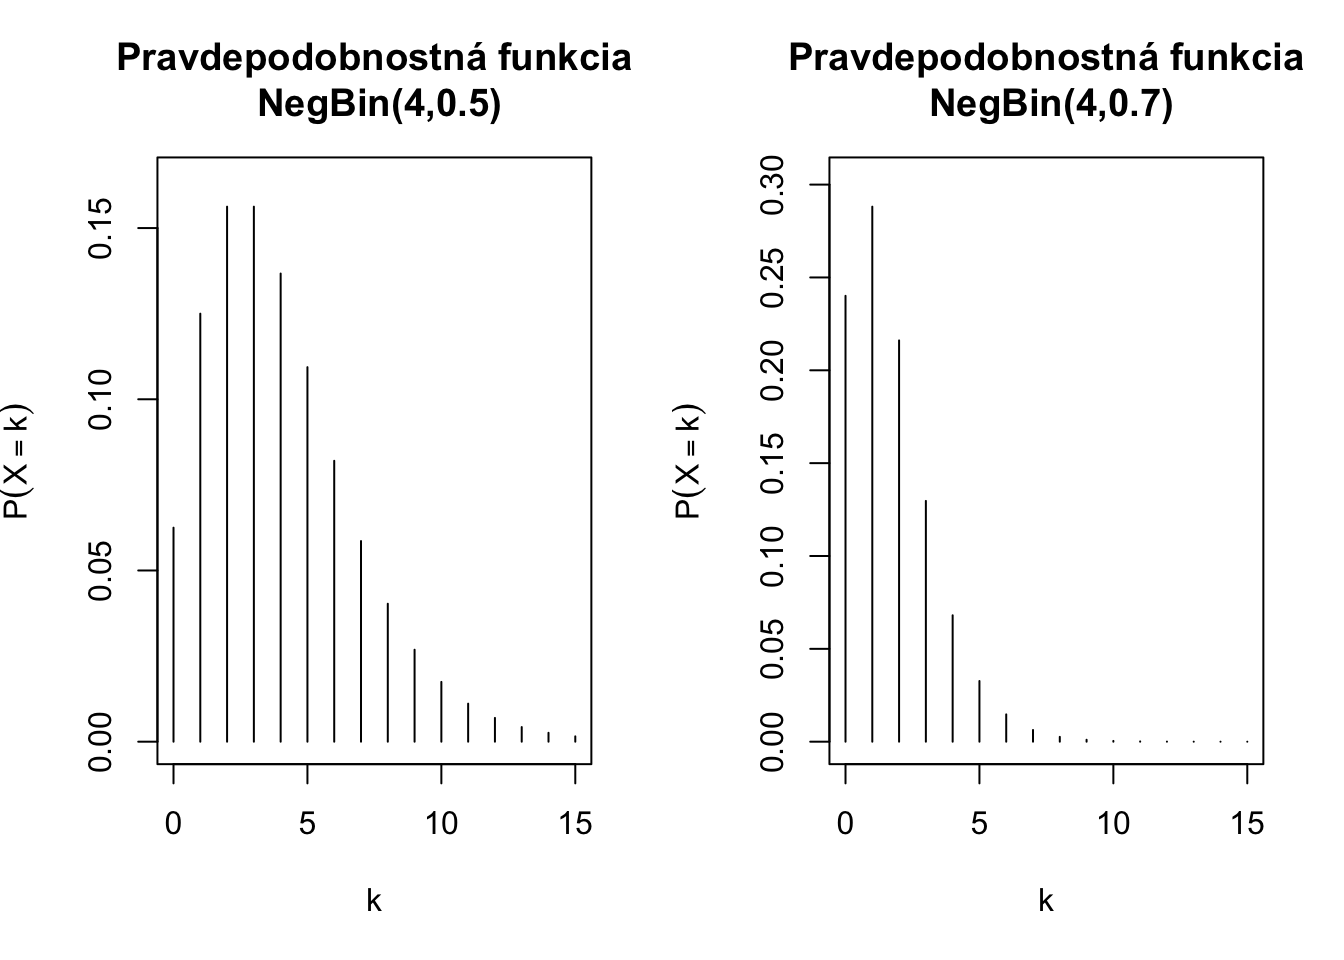 Pravdepodobnostná funkcia
NegBin(4,0.5)
P(X = k)
0.15
0.10
0.05
0.00
0 5 10 15
k
Pravdepodobnostná funkcia
NegBin(4,0.7)
P(X = k)
0.30
0.25
0.20
0.15
0.10
0.05
0.00
0 5 10 15
k